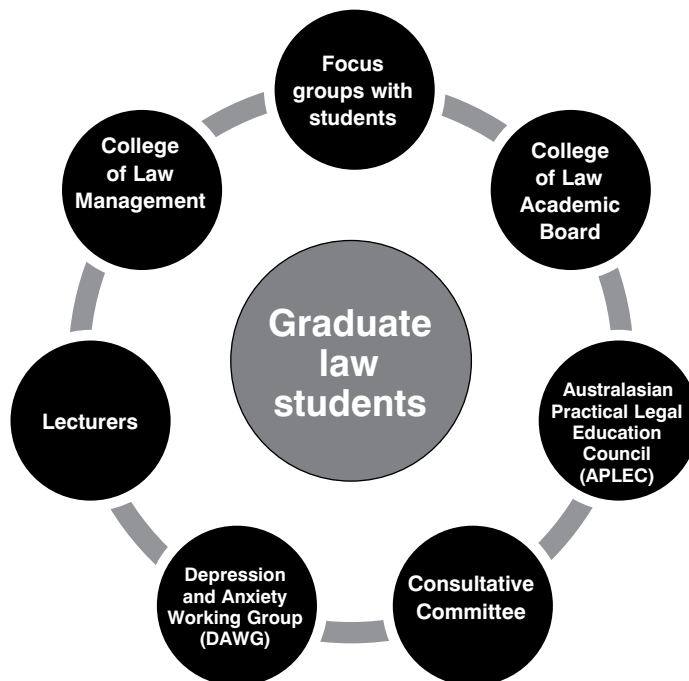 Focus
groups with
students
College
of Law
Academic
Board
Australasian
Practical Legal
Education
Council
(APLEC)
Consultative
Committee
Depression
and Anxiety
Working Group
(DAWG)
Lecturers
College
of Law
Management
Graduate
law
students